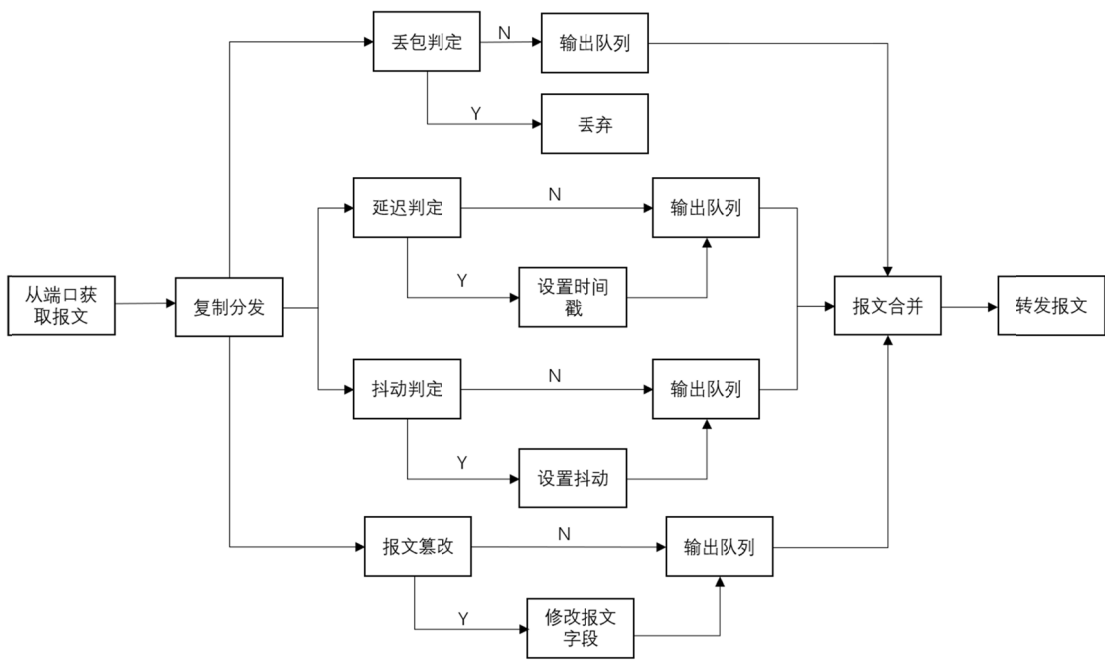 丢包判定
N
输出队列
Y
丢弃
延迟判定
N
输出队列
Y
设置时间
戳
从端口获
取报文
复制分发
报文合并
转发报文
抖动判定
N
输出队列
Y
设置抖动
报文篡改
N
输出队列
Y
修改报文
字段